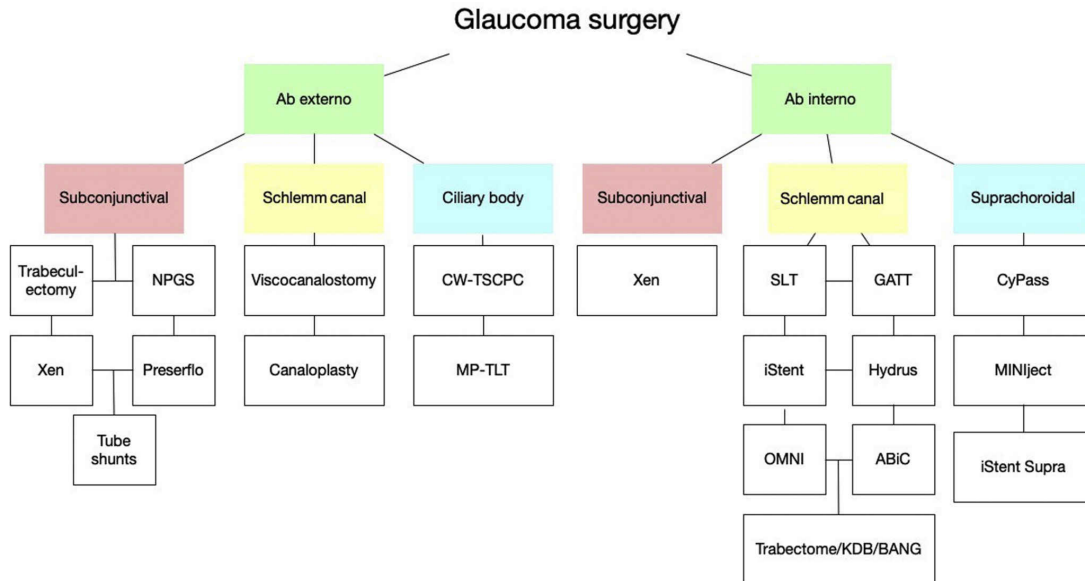 Glaucoma surgery
Ab externo
Ab interno
Subconjunctival
Schlemm canal
Ciliary body
Subconjunctival
Schlemm canal
Suprachoroidal
Trabecul-
ectomy
NPGS
Viscocanalostomy
CW-TSCPC
Xen
SLT
GATT
CyPass
Xen
Preserflo
Canaloplasty
MP-TLT
iStent
Hydrus
MINIject
Tube
shunts
OMNI
ABiC
iStent Supra
Trabectome/KDB/BANG